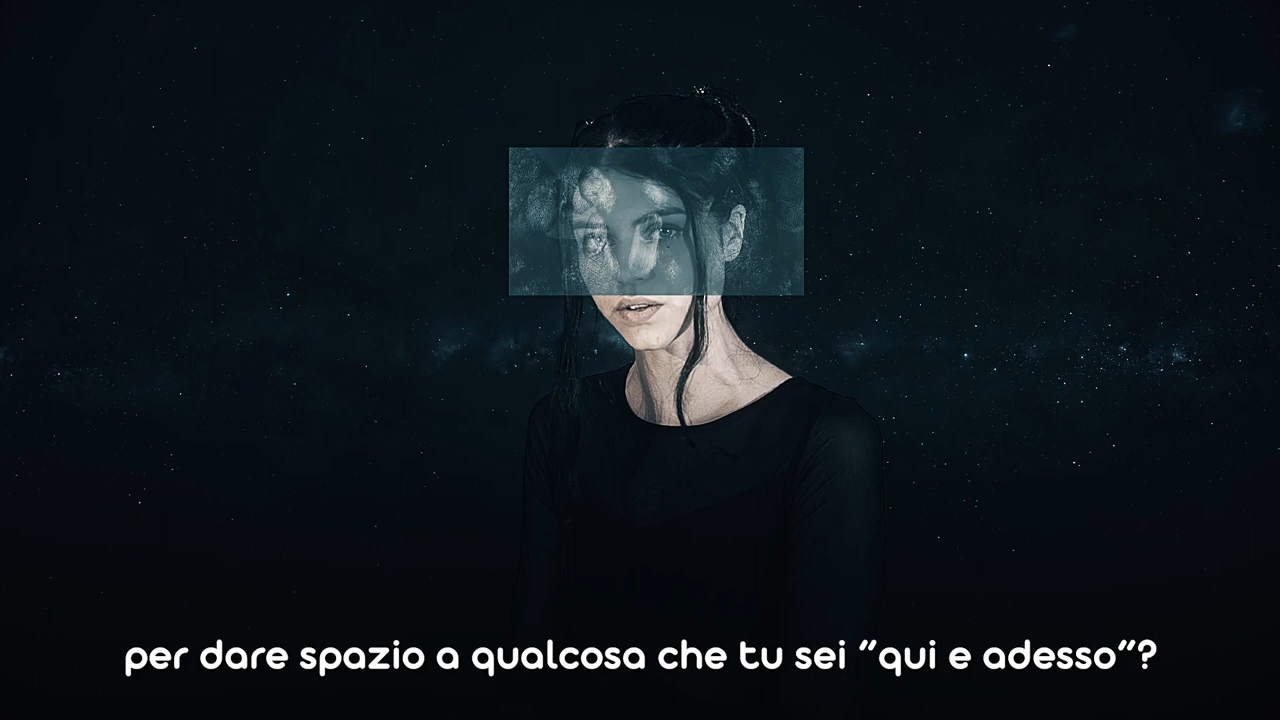 per dare spazio a qualcosa che tu sei “qui e adesso”?